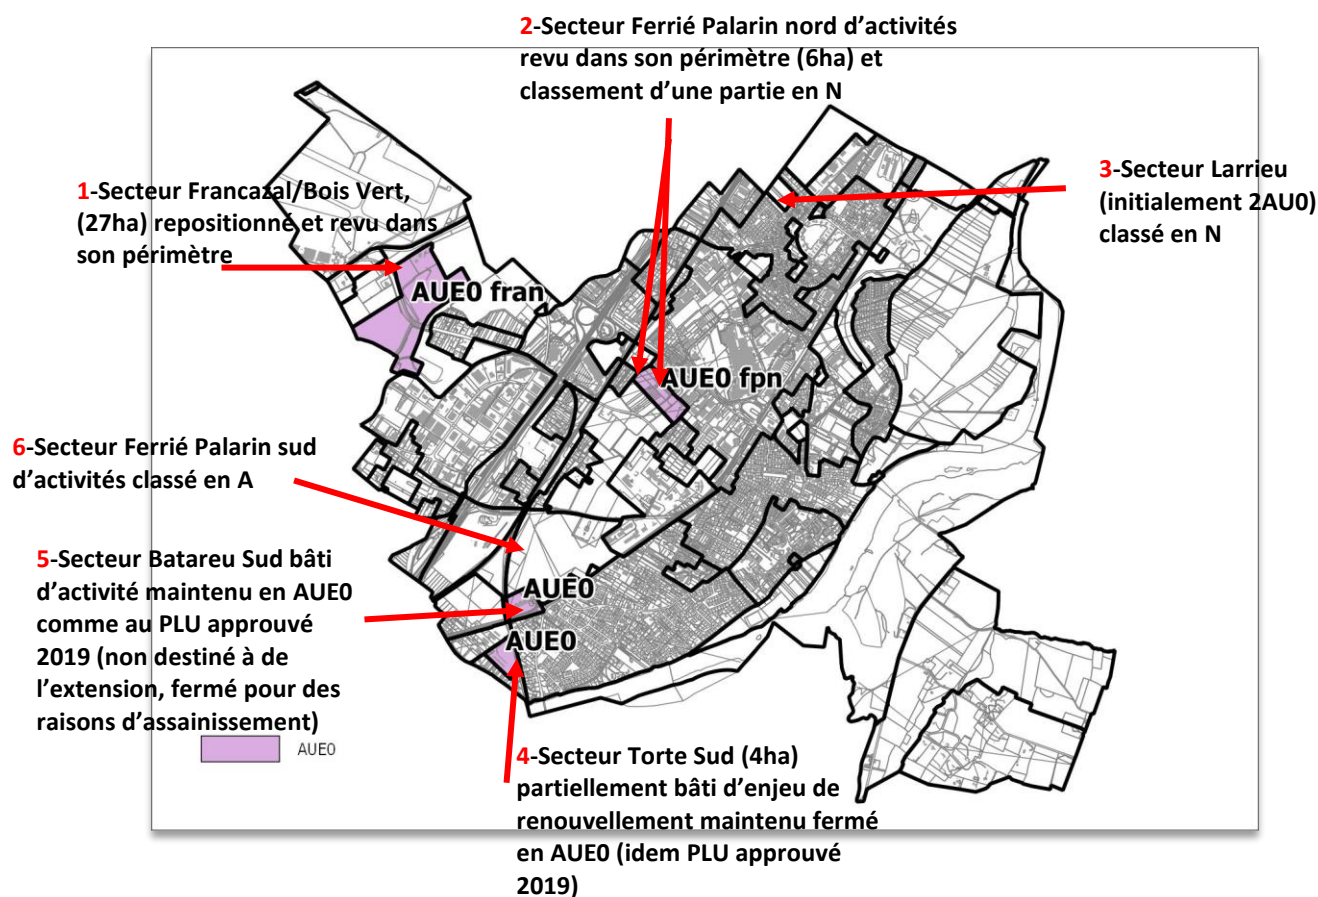 2-Secteur Ferrié Palarin nord d’activités
revu dans son périmètre (6ha) et
classement d’une partie en N
1-Secteur Francazal/Bois Vert,
(27ha) repositionné et revu dans
son périmètre
3-Secteur Larrieu
(initialement 2AU0)
classé en N
AUE0 fran
AUE0 fpn
6-Secteur Ferrié Palarin sud
d’activités classé en A
5-Secteur Batareu Sud bâti
d’activité maintenu en AUE0
comme au PLU approuvé
2019 (non destiné à de
l’extension, fermé pour des
raisons d’assainissement)
AUE0
AUE0
AUE0
4-Secteur Torte Sud (4ha)
partiellement bâti d’enjeu de
renouvellement maintenu fermé
en AUE0 (idem PLU approuvé
2019)